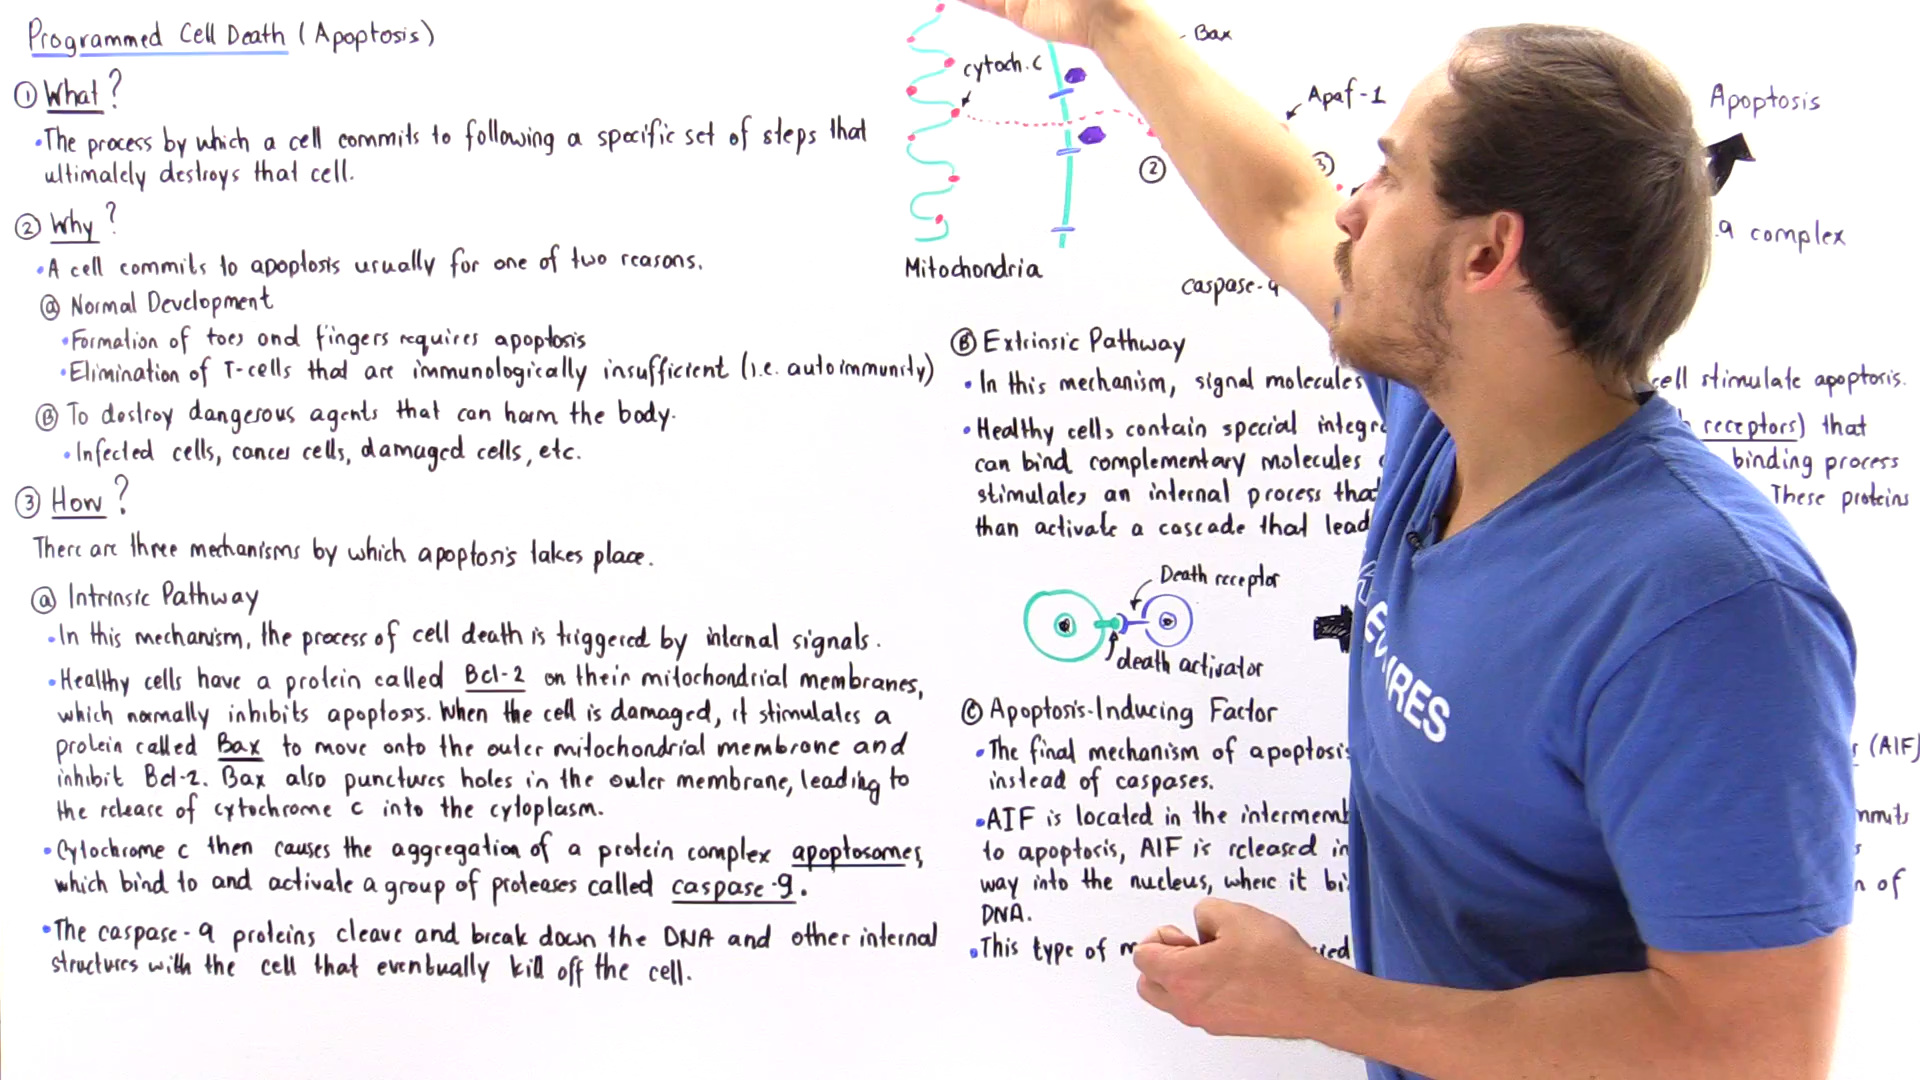 Programmed Cell Death (Apoptosis)
① What?
•The process by which a cell commits to following a specific set of steps that
ultimalely destroys that cell.
② Why?
•A cell commits to apoptosis usually for one of two reasons.
ⓐ Normal Development
•Formation of toes and fingers requires apoptosis
•Elimination of T-cells that are immunologically insufficient (i.e. autoimmunity)
Ⓑ To destroy dangerous agents that can harm the body.
•Infected cells, cancer cells, damaged cells, etc.
③ How?
There are three mechanisms by which apoptosis takes place.
ⓐ Intrinsic Pathway
•In this mechanism, the process of cell death is triggered by internal signals.
•Healthy cells have a protein called Bcl-2 on their mitochondrial membranes,
which normally inhibits apoptosis. When the cell is damaged, it stimulates a
protein called Bax to move onto the outer mitochondrial membrane and
inhibit Bcl-2. Bax also punctures holes in the outer membrane, leading to
the release of cytochrome c into the cytoplasm.
•Cytochrome c then causes the aggregation of a protein complex apoptosomes,
which bind to and activate a group of proteases called caspase-9.
•The caspase-9 proteins cleave and break down the DNA and other internal
structures with the cell that eventually kill off the cell.
Bax
cytoch.c
Apaf-1
Apoptosis
②
③
9 complex
Mitochondria
caspase-9
Ⓑ Extrinsic Pathway
•In this mechanism, signal molecules cell stimulate apoptosis.
•Healthy cells contain special receptors) that
can bind complementary molecules binding process
stimulates an internal process that These proteins
than activate a cascade that lead
Death receptor
death activator
Ⓒ Apoptosis-Inducing Factor
•The final mechanism of apoptosis (AIF)
instead of caspases.
•AIF is located in the
to apoptosis, AIF is released
way into the nucleus, where it of
DNA.
•This type of